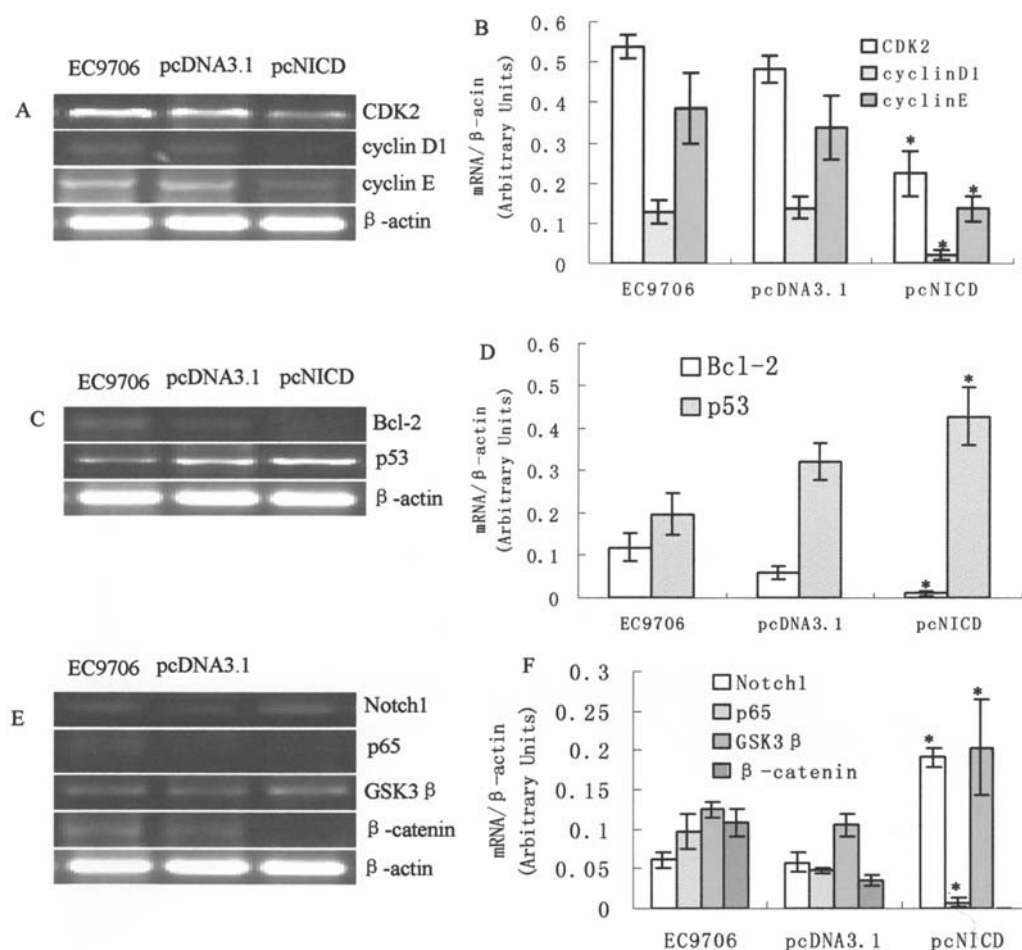 A
EC9706 pcDNA3.1 pcNICD
CDK2
cyclin D1
cyclin E
β-actin
B
mRNA/β-acin
(Arbitrary Units)
0.6
0.5
0.4
0.3
0.2
0.1
0
CDK2
cyclinD1
cyclinE
* * *
EC9706 pcDNA3.1 pcNICD
C
EC9706 pcDNA3.1 pcNICD
Bcl-2
p53
β-actin
D
mRNA/β-actin
(Arbitrary Units)
0.6
0.5
0.4
0.3
0.2
0.1
0
Bcl-2
p53
* *
EC9706 pcDNA3.1 pcNICD
E
EC9706 pcDNA3.1
Notch1
p65
GSK3β
β-catenin
β-actin
F
mRNA/β-actin
(Arbitrary Units)
0.3
0.25
0.2
0.15
0.1
0.05
0
Notch1
p65
GSK3β
β-catenin
* * *
EC9706 pcDNA3.1 pcNICD